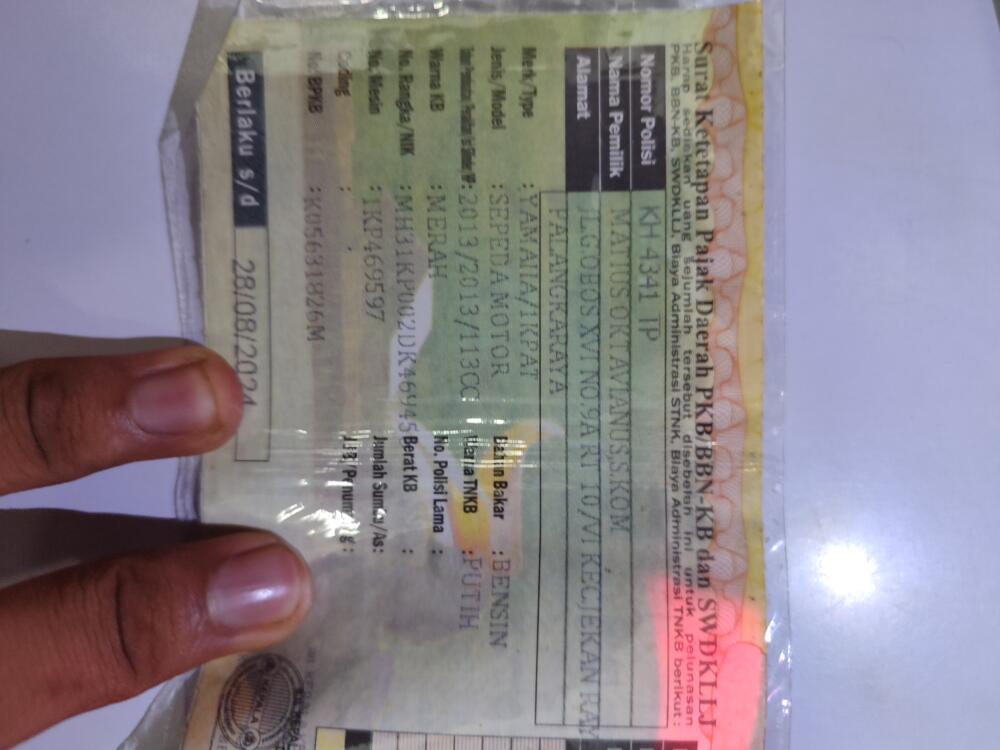 Surat Ketetapan Pajak Daerah PKB/BBN-KB dan SWDKLLJ
Harap sediakan uang sejumlah tersebut disebelah ini untuk pelunasan
PKB, BBN-KB, SWDKLLJ, Biaya Administrasi STNK, Biaya Administrasi TNKB berikut :
Nomor Polisi KH 4341 TP
Nama Pemilik MATIUS OKTAVIANUS,S.KOM
Alamat JL.G.OBOS XVI NO.9A RT 10/VI KEC JEKAN RAY
PALANGKARAYA
Merk/Type : YAMAHA/1KPAT
Jenis/Model : SEPEDA MOTOR Bahan Bakar : BENSIN
: 2013/2013/113CC Warna TNKB : PUTIH
Warna KB : MERAH No. Polisi Lama :
No. Rangka/NIK : MH31KP002DK46945 Berat KB :
No. Mesin : 1KP469597 Jumlah Sumbu/As:
:
No. BPKB : K05631826M
Berlaku s/d 28/08/2024